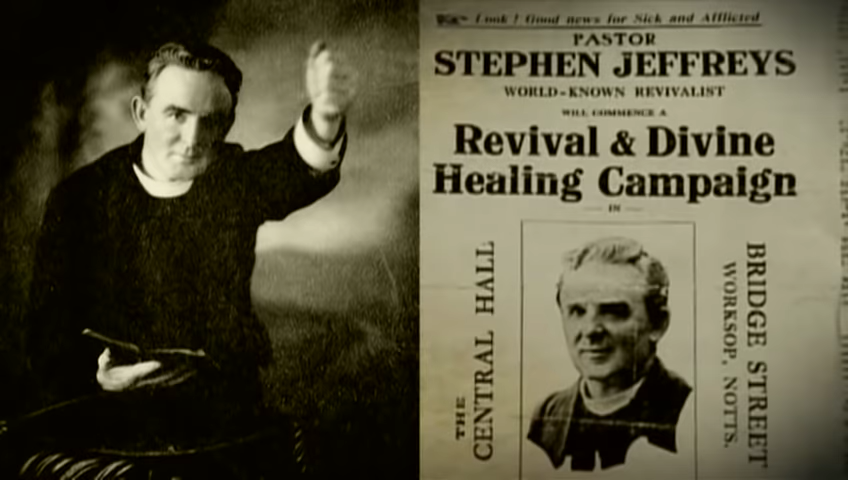 Look! Good news for Sick and Afflicted
PASTOR
STEPHEN JEFFREYS
WORLD-KNOWN REVIVALIST
WILL COMMENCE A
Revival & Divine
Healing Campaign
IN
THE
CENTRAL HALL
BRIDGE STREET
WORKSOP, NOTTS.